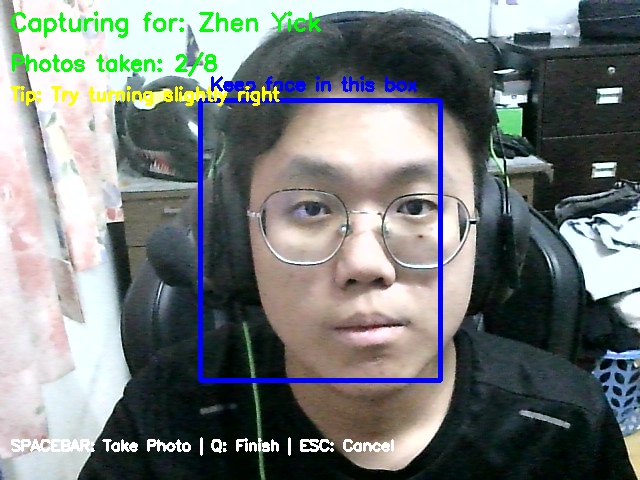 Capturing for: Zhen Yick
Photos taken: 2/8
Keep face in this box
Tip: Try turning slightly right
SPACEBAR: Take Photo | Q: Finish | ESC: Cancel